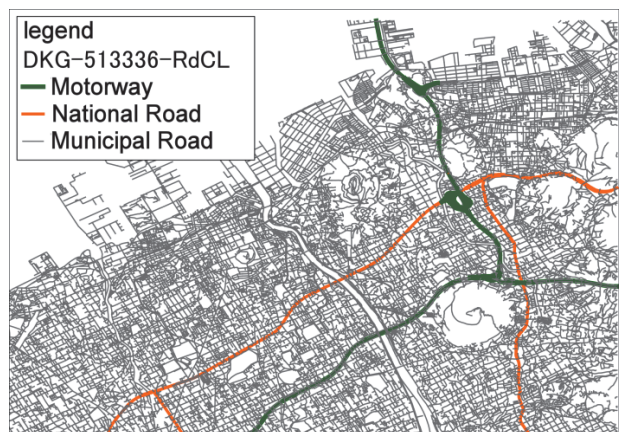 legend
DKG-513336-RdCL
Motorway
National Road
Municipal Road